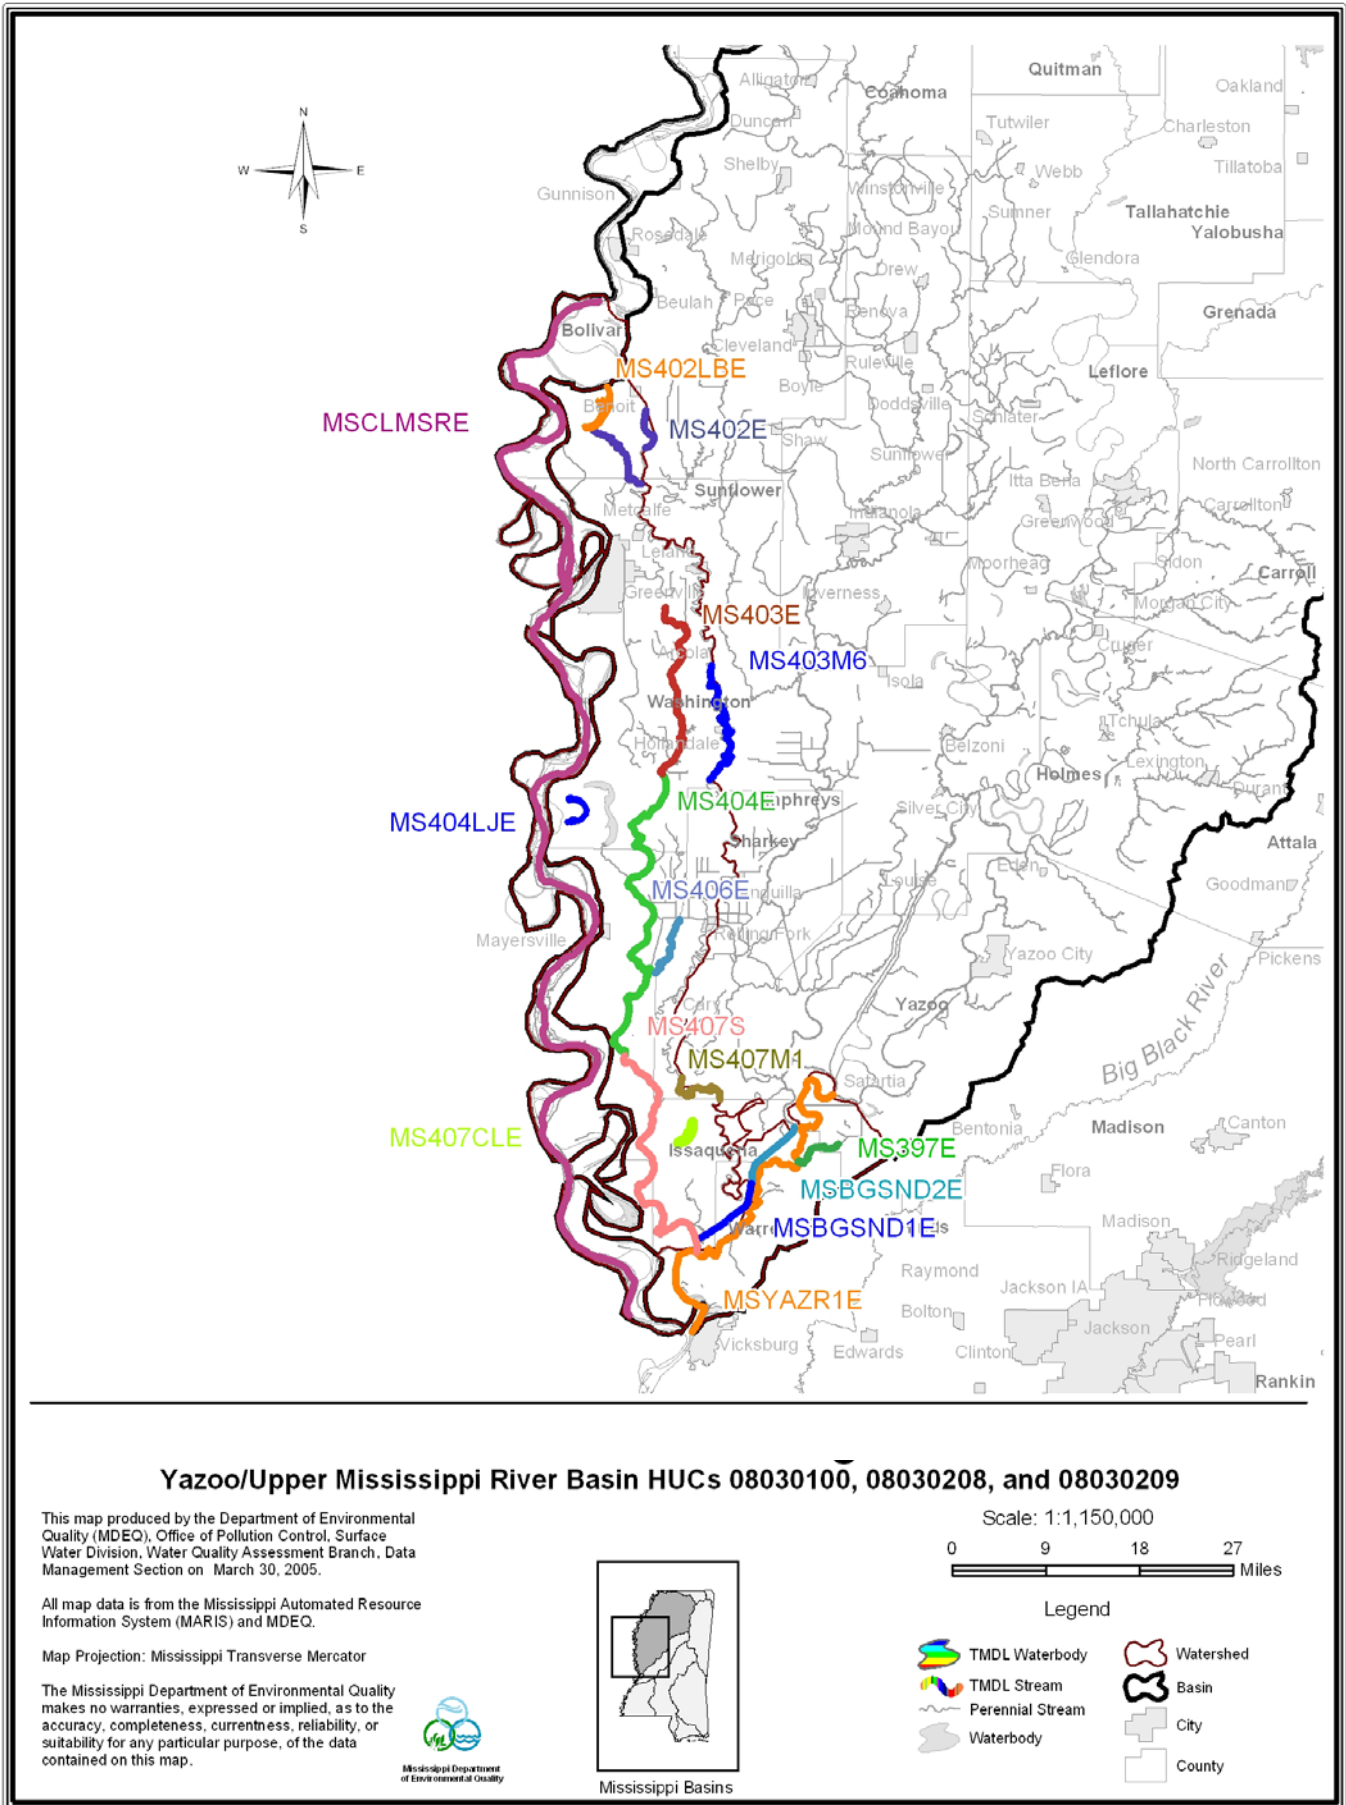 N
W
E
S
Quitman
Oakland
Alligator
Coahoma
Duncan
Tutwiler
Charleston
Shelby
Webb
Tillatoba
Gunnison
Winstonville
Sumner
Tallahatchie
Rosedale
Mound Bayou
Yalobusha
Merigold
Drew
Glendora
Beulah
Pace
Renova
Grenada
Bolivar
Cleveland
Ruleville
MS402LBE
Boyle
Leflore
Benoit
Doddsville
Schlater
MSCLMSRE
MS402E
Shaw
Sunflower
North Carrollton
Sunflower
Itta Bena
Carrollton
Metcalfe
Indianola
Greenwood
Leland
Moorhead
Sidon
Carroll
Greenville
Inverness
Morgan City
MS403E
Cruger
Arcola
MS403M6
Isola
Washington
Tchula
Hollandale
Belzoni
Lexington
Holmes
Durant
MS404E
mphreys
Silver City
MS404LJE
Sharkey
Attala
Eden
MS406E
nguilla
Louise
Goodman
Mayersville
Rolling Fork
Yazoo City
Pickens
Cary
Yazoo
Big Black River
MS407S
MS407M1
Satartia
Bentonia
Madison
Canton
MS407CLE
Issaquena
MS397E
Flora
MSBGSND2E
Warre
MSBGSND1E
ds
Madison
Ridgeland
Raymond
Jackson IA
MSYAZR1E
Bolton
Flowood
Jackson
Vicksburg
Edwards
Clinton
Pearl
Rankin
Yazoo/Upper Mississippi River Basin HUCs 08030100, 08030208, and 08030209
This map produced by the Department of Environmental
Quality (MDEQ), Office of Pollution Control, Surface
Water Division, Water Quality Assessment Branch, Data
Management Section on March 30, 2005.
All map data is from the Mississippi Automated Resource
Information System (MARIS) and MDEQ.
Map Projection: Mississippi Transverse Mercator
The Mississippi Department of Environmental Quality
makes no warranties, expressed or implied, as to the
accuracy, completeness, currentness, reliability, or
suitability for any particular purpose, of the data
contained on this map.
Mississippi Department
of Environmental Quality
Mississippi Basins
Scale: 1:1,150,000
0 9 18 27
Miles
Legend
TMDL Waterbody
TMDL Stream
Perennial Stream
Waterbody
Watershed
Basin
City
County